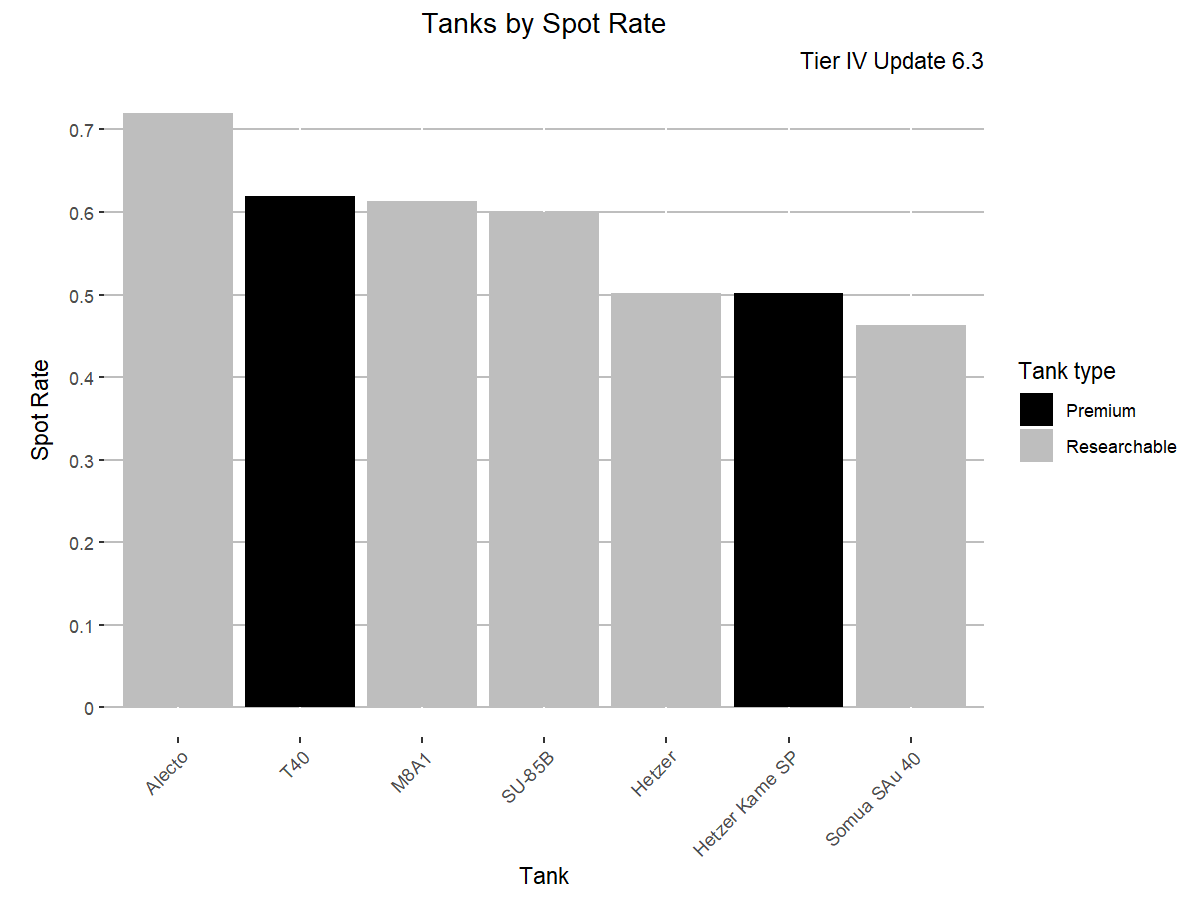 Tanks by Spot Rate
Tier IV Update 6.3
Spot Rate
0.7
0.6
0.5
0.4
0.3
0.2
0.1
0
Alecto
T40
M8A1
SU-85B
Hetzer
Hetzer Kame SP
Somua SAu 40
Tank
Tank type
Premium
Researchable